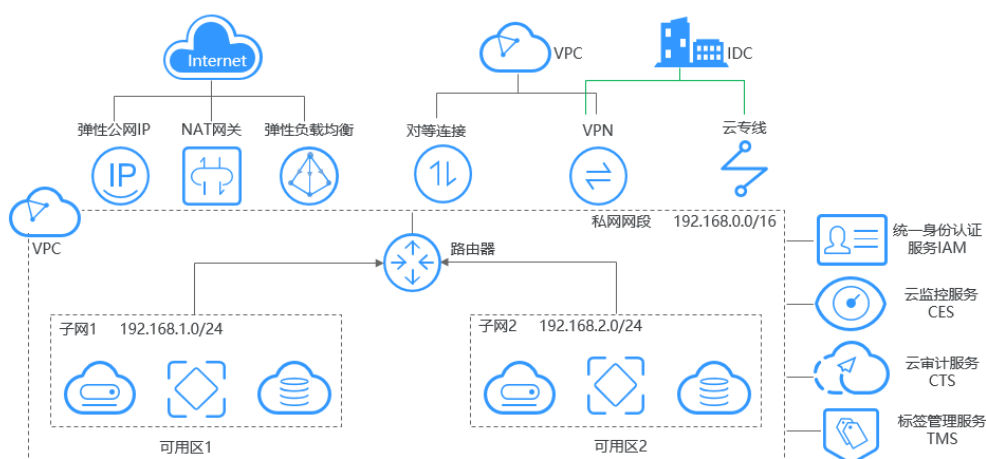 Internet
VPC
IDC
弹性公网IP
NAT网关
弹性负载均衡
对等连接
VPN
云专线
IP
VPC
私网网段 192.168.0.0/16
路由器
统一身份认证
服务IAM
云监控服务
CES
子网1 192.168.1.0/24
子网2 192.168.2.0/24
云审计服务
CTS
标签管理服务
TMS
可用区1
可用区2